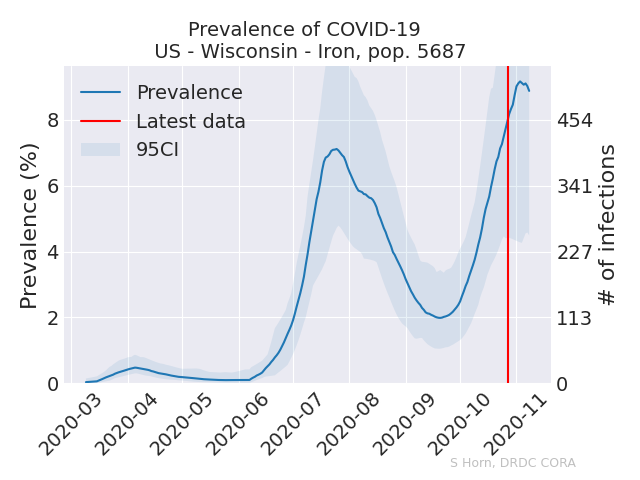 Prevalence of COVID-19
US - Wisconsin - Iron, pop. 5687
Prevalence
Latest data
95CI
Prevalence (%)
8
6
4
2
0
454
341
227
113
0
# of infections
2020-03
2020-04
2020-05
2020-06
2020-07
2020-08
2020-09
2020-10
2020-11
S Horn, DRDC CORA